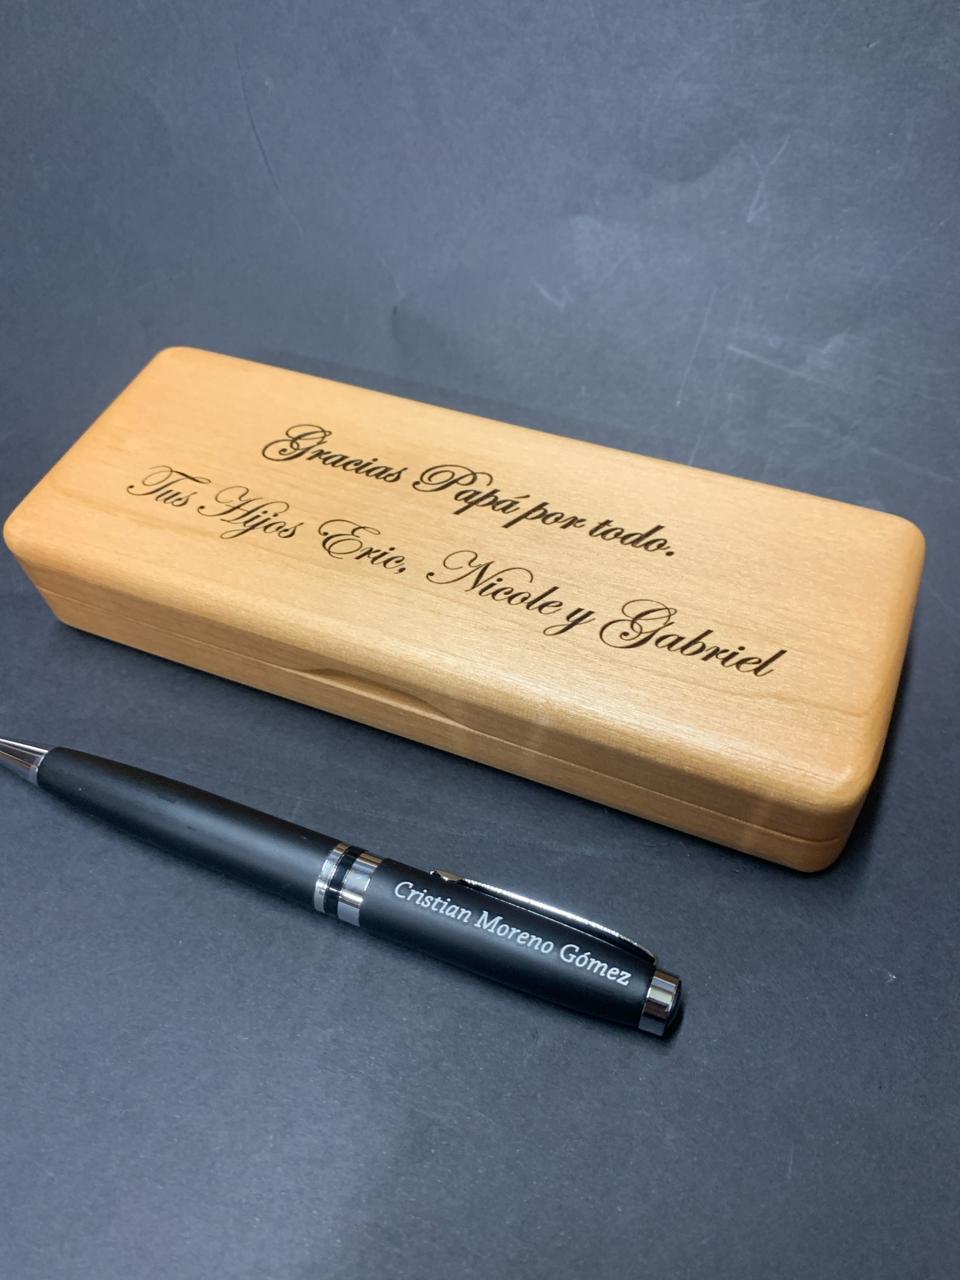 Gracias Papá por todo.
Tus Hijos Eric, Nicole y Gabriel
Cristian Moreno Gómez